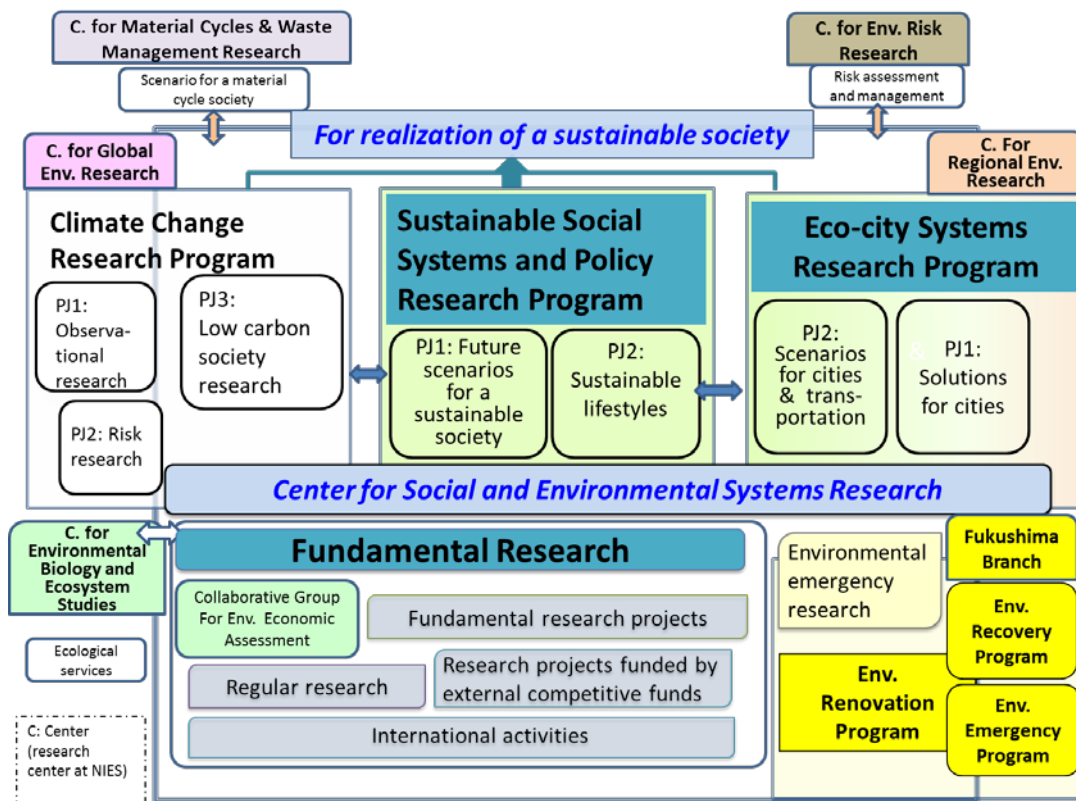 C. for Material Cycles & Waste
Management Research
Scenario for a material
cycle society
C. for Env. Risk
Research
Risk assessment
and management
For realization of a sustainable society
C. for Global
Env. Research
C. For
Regional Env.
Research
Climate Change
Research Program
PJ1:
Observa-
tional
research
PJ3:
Low carbon
society
research
PJ2: Risk
research
Sustainable Social
Systems and Policy
Research Program
PJ1: Future
scenarios
for a
sustainable
society
PJ2:
Sustainable
lifestyles
Eco-city Systems
Research Program
PJ2:
Scenarios
for cities
& trans-
portation
&
PJ1:
Solutions
for cities
Center for Social and Environmental Systems Research
C. for
Environmental
Biology and
Ecosystem
Studies
Ecological
services
C: Center
(research
center at NIES)
Fundamental Research
Collaborative Group
For Env. Economic
Assessment
Fundamental research projects
Regular research
Research projects funded by
external competitive funds
International activities
Environmental
emergency
research
Fukushima
Branch
Env.
Recovery
Program
Env.
Renovation
Program
Env.
Emergency
Program